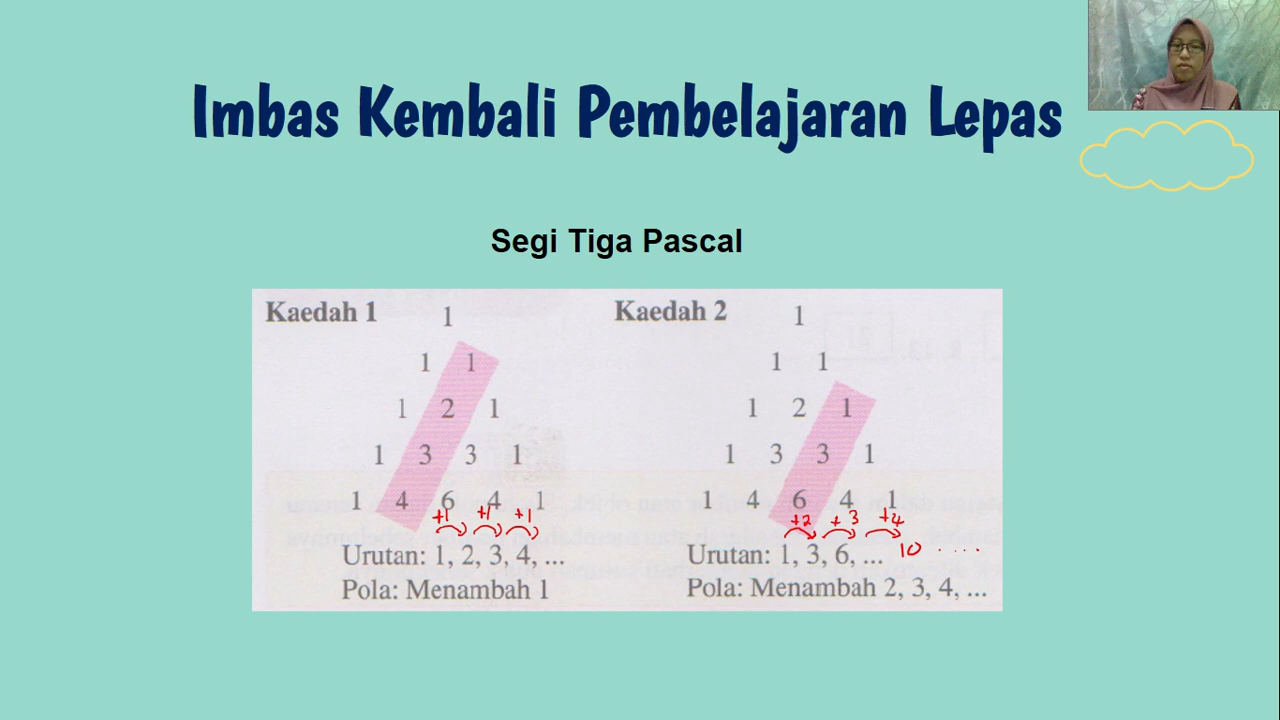 Imbas Kembali Pembelajaran Lepas
Segi Tiga Pascal
Kaedah 1
1
1 1
1 2 1
1 3 3 1
1 4 6 4 1
+1 +1 +1
Urutan: 1, 2, 3, 4, ...
Pola: Menambah 1
Kaedah 2
1
1 1
1 2 1
1 3 3 1
1 4 6 4 1
+2 +3 +4
Urutan: 1, 3, 6, ... 10 .....
Pola: Menambah 2, 3, 4, ...